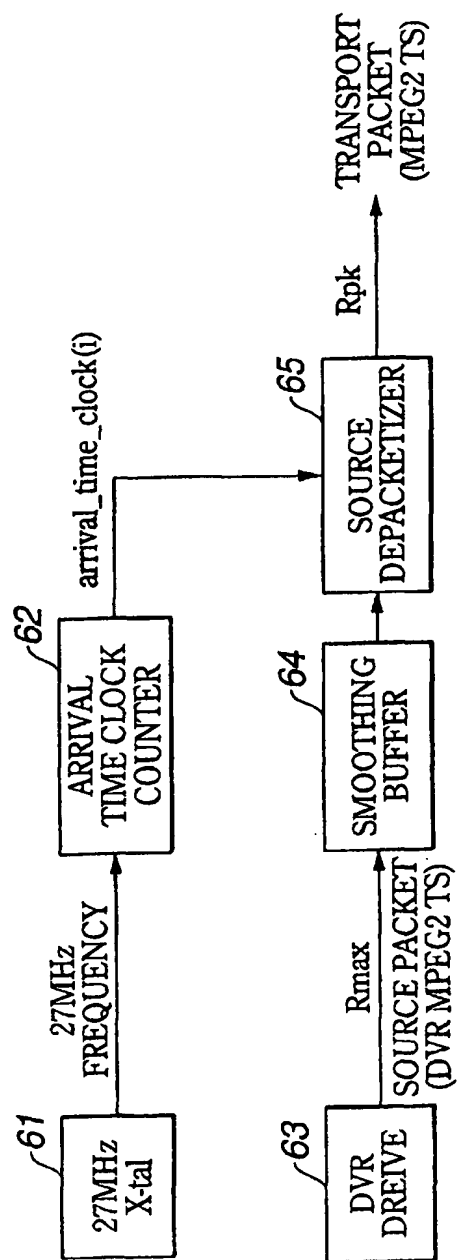 61
27MHz
X-tal
27MHz
FREQUENCY
62
ARRIVAL
TIME CLOCK
COUNTER
arrival_time_clock(i)
63
DVR
DREIVE
Rmax
SOURCE PACKET
(DVR MPEG2 TS)
64
SMOOTHING
BUFFER
65
SOURCE
DEPACKETIZER
Rpk
TRANSPORT
PACKET
(MPEG2 TS)